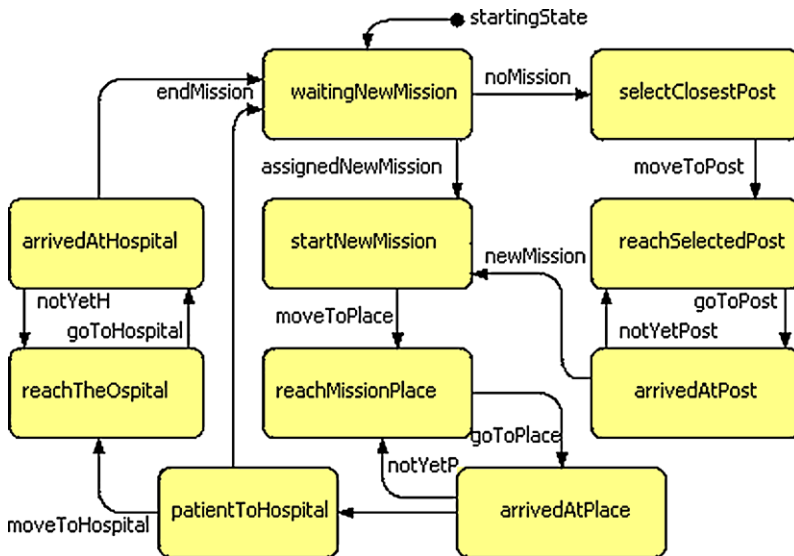 startingState
endMission
waitingNewMission
noMission
selectClosestPost
assignedNewMission
moveToPost
arrivedAtHospital
startNewMission
newMission
reachSelectedPost
notYetH
goToHospital
moveToPlace
goToPost
notYetPost
reachTheOspital
reachMissionPlace
arrivedAtPost
goToPlace
notYetP
moveToHospital
patientToHospital
arrivedAtPlace